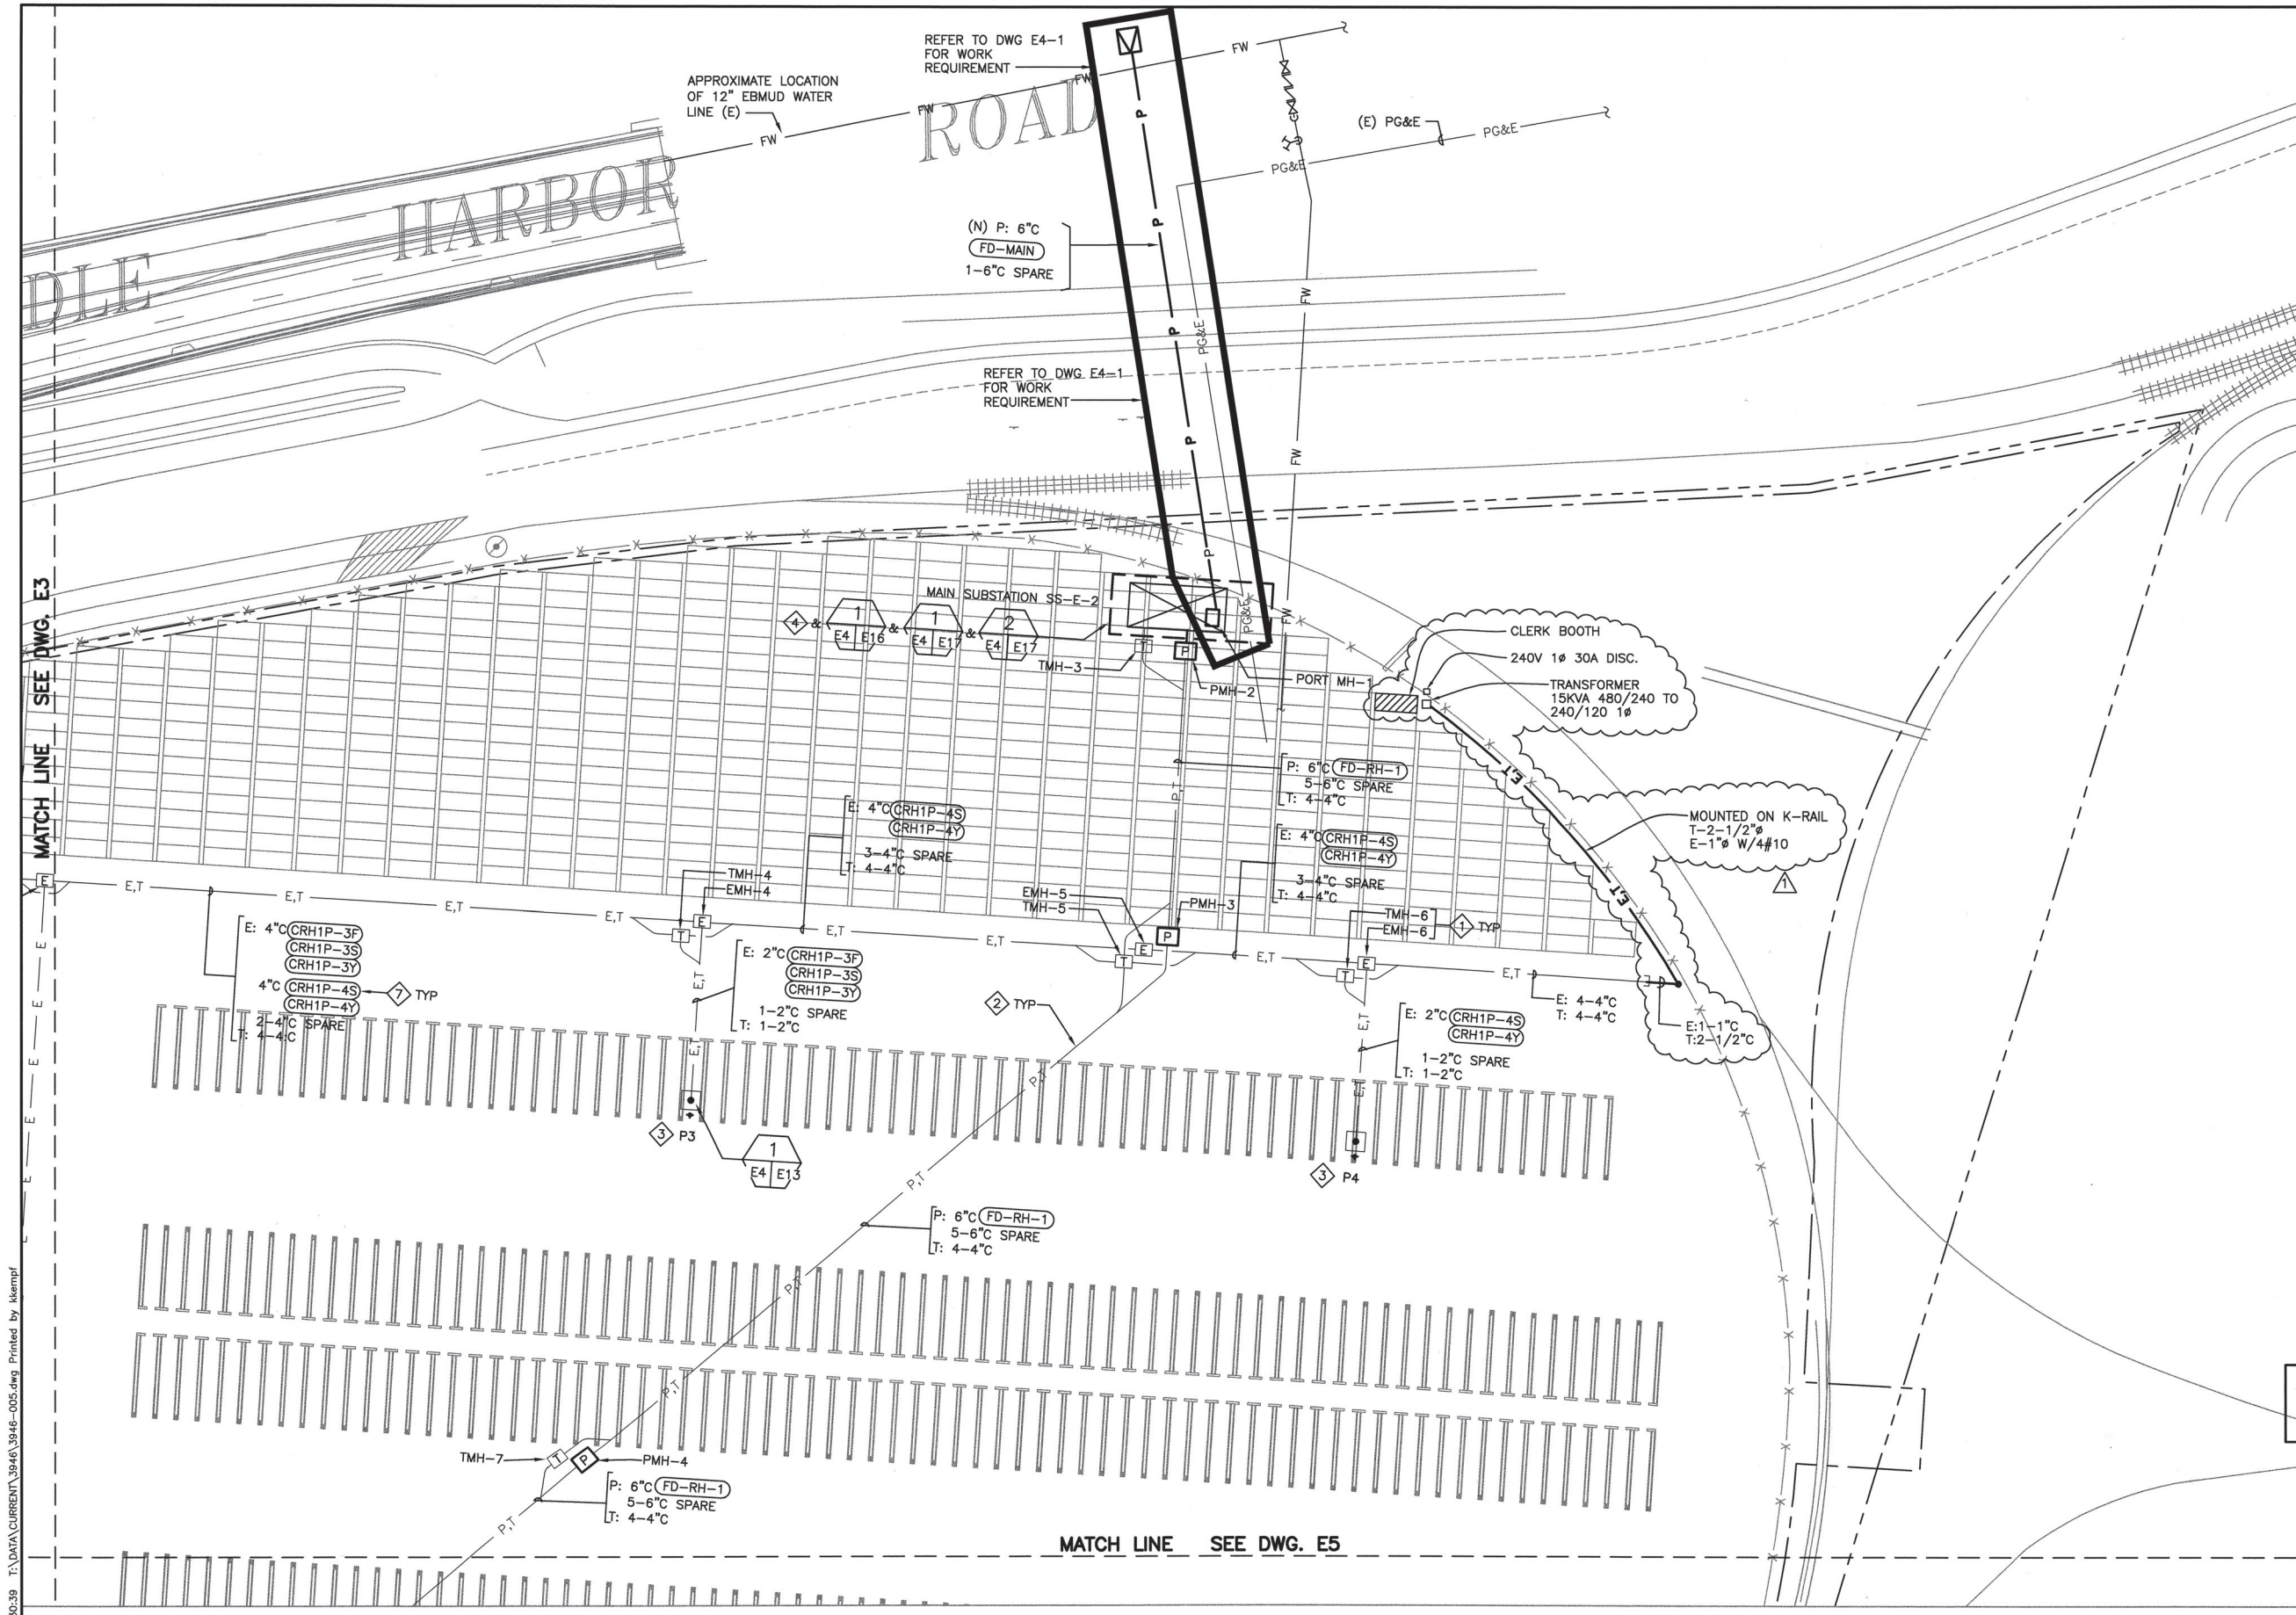 REFER TO DWG E4-1
FOR WORK
REQUIREMENT
APPROXIMATE LOCATION
OF 12" EBMUD WATER
LINE (E)
FW
FW
FW
FW
ROAD
HARBOR
DLE
(E) PG&E
PG&E
PG&E
(N) P: 6"C
FD-MAIN
1-6"C SPARE
P
P
P
P
P
PG&E
FW
REFER TO DWG E4-1
FOR WORK
REQUIREMENT
FW
MATCH LINE SEE DWG. E3
MAIN SUBSTATION SS-E-2
4 &
1
E4 E16
&
1
E4 E17
&
2
E4 E17
PG&E
FW
T
P
TMH-3
PMH-2
PORT MH-1
CLERK BOOTH
240V 1ø 30A DISC.
TRANSFORMER
15KVA 480/240 TO
240/120 1ø
P: 6"C FD-RH-1
5-6"C SPARE
T: 4-4"C
P,T
E,T
MOUNTED ON K-RAIL
T-2-1/2"ø
E-1"ø W/4#10
1
E,T
E: 4"C CRH1P-4S
CRH1P-4Y
3-4"C SPARE
T: 4-4"C
E: 4"C CRH1P-4S
CRH1P-4Y
3-4"C SPARE
T: 4-4"C
TMH-4
EMH-4
EMH-5
TMH-5
PMH-3
TMH-6
EMH-6
1 TYP
E
E,T
E,T
E,T
E,T
T
E
E,T
E,T
T
E
P
E,T
T
E
E,T
E: 4"C CRH1P-3F
CRH1P-3S
CRH1P-3Y
4"C CRH1P-4S
CRH1P-4Y
7 TYP
2-4"C SPARE
T: 4-4:C
E: 2"C CRH1P-3F
CRH1P-3S
CRH1P-3Y
1-2"C SPARE
T: 1-2"C
E,T
E,T
2 TYP
E: 4-4"C
T: 4-4"C
E:1-1"C
T:2-1/2"C
E: 2"C CRH1P-4S
CRH1P-4Y
1-2"C SPARE
T: 1-2"C
E,T
E,T
E
E
E
E
E
E
3 P3
1
E4 E13
3 P4
P,T
P,T
P: 6"C FD-RH-1
5-6"C SPARE
T: 4-4"C
P,T
P,T
TMH-7
T
P
PMH-4
P: 6"C FD-RH-1
5-6"C SPARE
T: 4-4"C
P,T
MATCH LINE SEE DWG. E5
T:\DATA\CURRENT\3946\3946-005.dwg Printed by kkempf